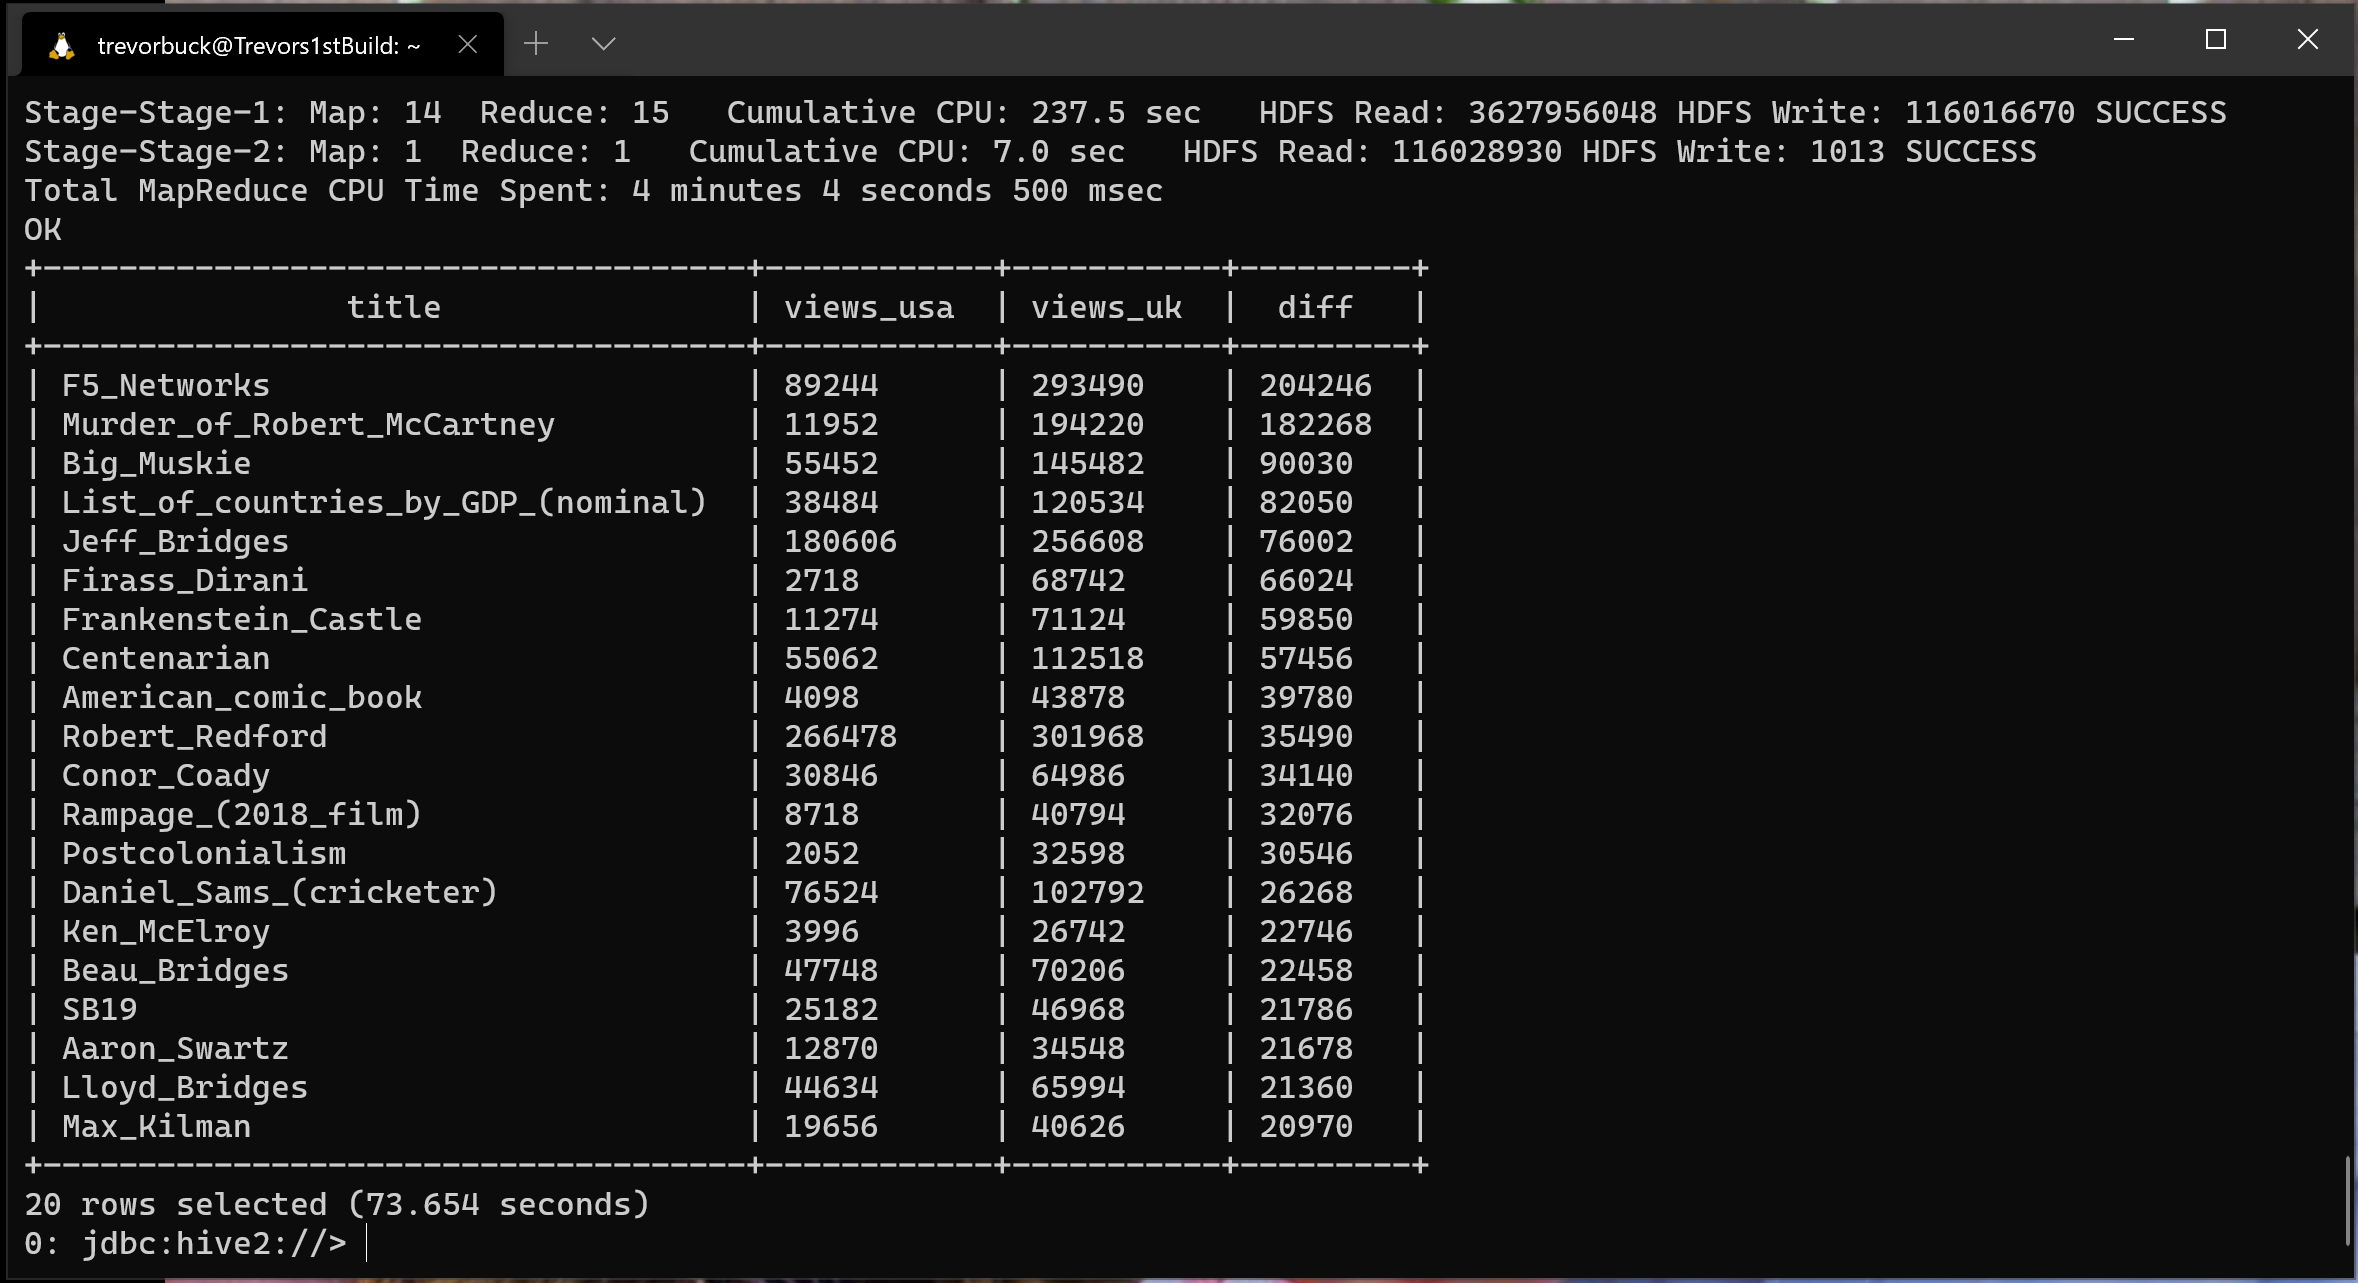 trevorbuck@Trevors1stBuild: ~
Stage-Stage-1: Map: 14  Reduce: 15   Cumulative CPU: 237.5 sec   HDFS Read: 3627956048 HDFS Write: 116016670 SUCCESS
Stage-Stage-2: Map: 1  Reduce: 1   Cumulative CPU: 7.0 sec   HDFS Read: 116028930 HDFS Write: 1013 SUCCESS
Total MapReduce CPU Time Spent: 4 minutes 4 seconds 500 msec
OK
+-------------------------------------+------------+-----------+---------+
|                title                | views_usa  | views_uk  |  diff   |
+-------------------------------------+------------+-----------+---------+
| F5_Networks                         | 89244      | 293490    | 204246  |
| Murder_of_Robert_McCartney          | 11952      | 194220    | 182268  |
| Big_Muskie                          | 55452      | 145482    | 90030   |
| List_of_countries_by_GDP_(nominal)  | 38484      | 120534    | 82050   |
| Jeff_Bridges                        | 180606     | 256608    | 76002   |
| Firass_Dirani                       | 2718       | 68742     | 66024   |
| Frankenstein_Castle                 | 11274      | 71124     | 59850   |
| Centenarian                         | 55062      | 112518    | 57456   |
| American_comic_book                 | 4098       | 43878     | 39780   |
| Robert_Redford                      | 266478     | 301968    | 35490   |
| Conor_Coady                         | 30846      | 64986     | 34140   |
| Rampage_(2018_film)                 | 8718       | 40794     | 32076   |
| Postcolonialism                     | 2052       | 32598     | 30546   |
| Daniel_Sams_(cricketer)             | 76524      | 102792    | 26268   |
| Ken_McElroy                         | 3996       | 26742     | 22746   |
| Beau_Bridges                        | 47748      | 70206     | 22458   |
| SB19                                | 25182      | 46968     | 21786   |
| Aaron_Swartz                        | 12870      | 34548     | 21678   |
| Lloyd_Bridges                       | 44634      | 65994     | 21360   |
| Max_Kilman                          | 19656      | 40626     | 20970   |
+-------------------------------------+------------+-----------+---------+
20 rows selected (73.654 seconds)
0: jdbc:hive2://>